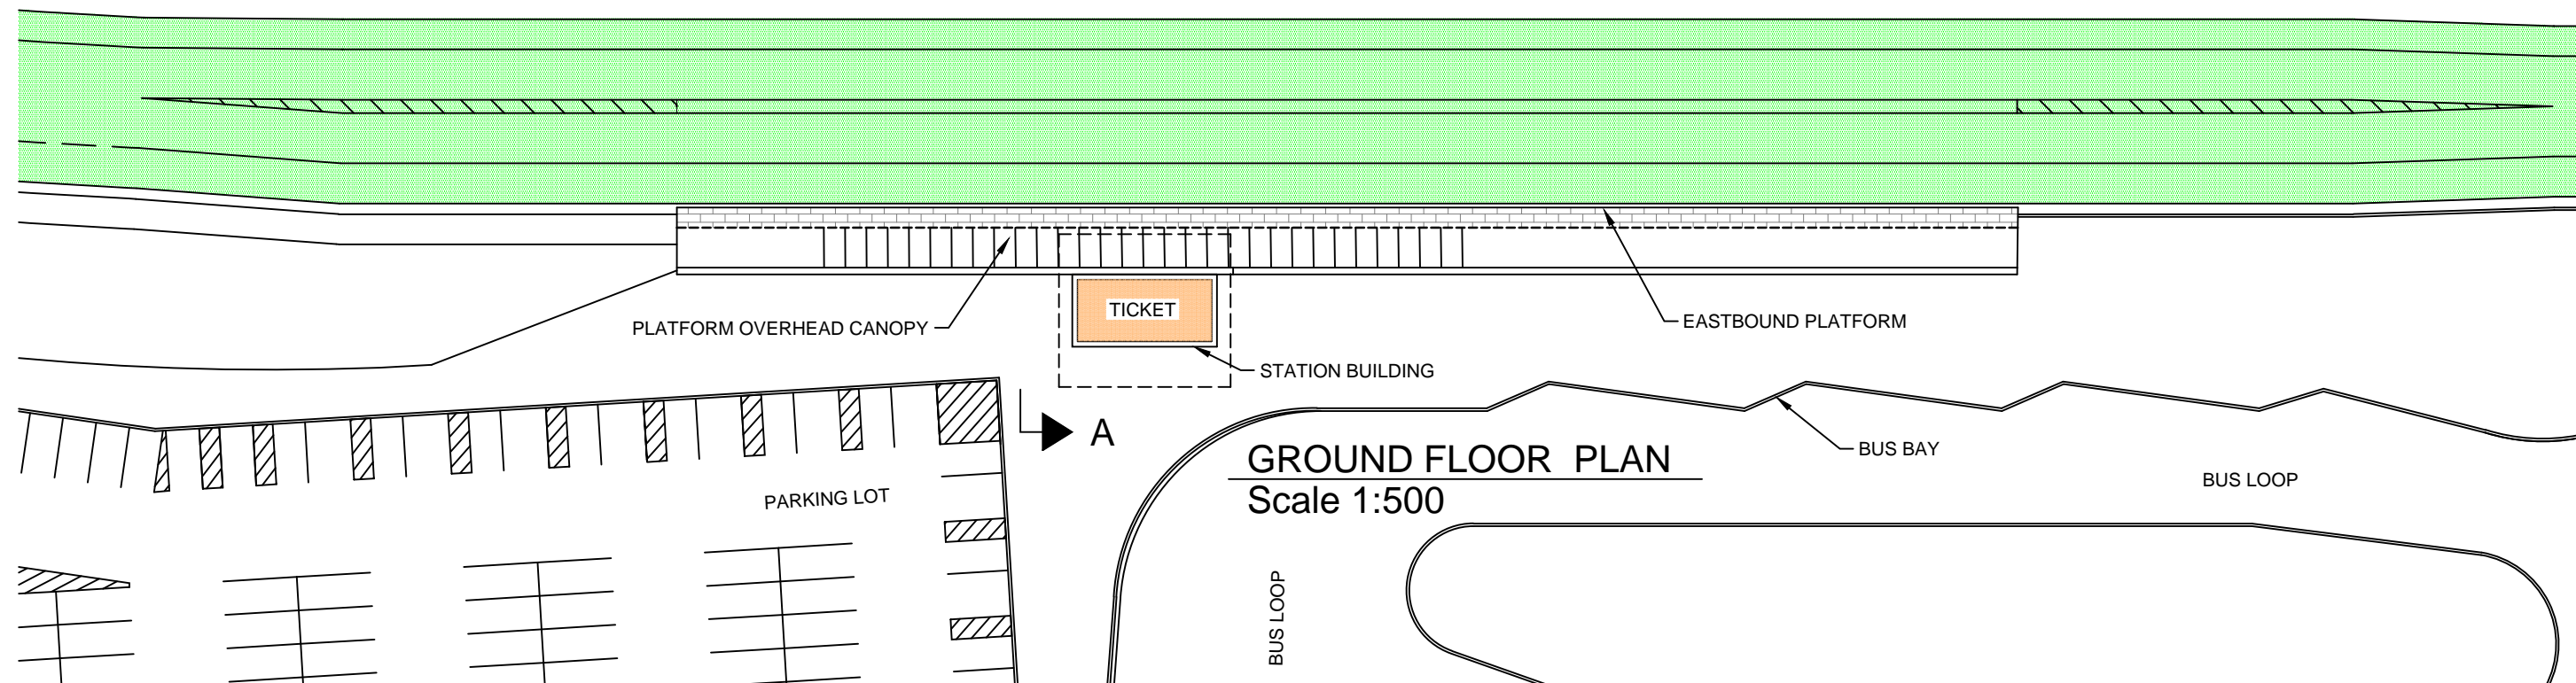 TICKET
PLATFORM OVERHEAD CANOPY
EASTBOUND PLATFORM
STATION BUILDING
A
GROUND FLOOR PLAN
Scale 1:500
BUS BAY
BUS LOOP
PARKING LOT
BUS LOOP